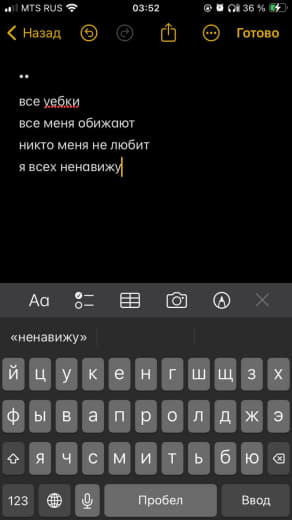 MTS RUS 03:52 36 %
Назад Готово
••
все уебки
все меня обижают
никто меня не любит
я всех ненавижу
Aa
«ненавижу»
й ц у к е н г ш щ з х
ф ы в а п р о л д ж э
я ч с м и т ь б ю
123 Пробел Ввод